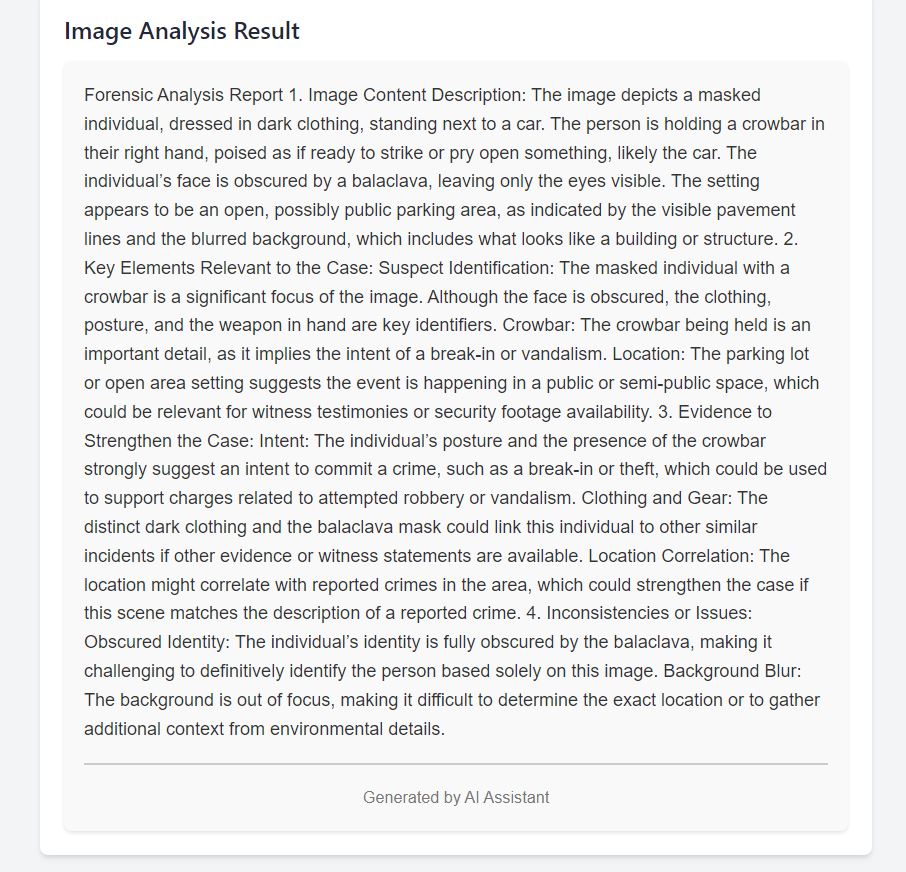 Image Analysis Result
Forensic Analysis Report 1. Image Content Description: The image depicts a masked
individual, dressed in dark clothing, standing next to a car. The person is holding a crowbar in
their right hand, poised as if ready to strike or pry open something, likely the car. The
individual’s face is obscured by a balaclava, leaving only the eyes visible. The setting
appears to be an open, possibly public parking area, as indicated by the visible pavement
lines and the blurred background, which includes what looks like a building or structure. 2.
Key Elements Relevant to the Case: Suspect Identification: The masked individual with a
crowbar is a significant focus of the image. Although the face is obscured, the clothing,
posture, and the weapon in hand are key identifiers. Crowbar: The crowbar being held is an
important detail, as it implies the intent of a break-in or vandalism. Location: The parking lot
or open area setting suggests the event is happening in a public or semi-public space, which
could be relevant for witness testimonies or security footage availability. 3. Evidence to
Strengthen the Case: Intent: The individual’s posture and the presence of the crowbar
strongly suggest an intent to commit a crime, such as a break-in or theft, which could be used
to support charges related to attempted robbery or vandalism. Clothing and Gear: The
distinct dark clothing and the balaclava mask could link this individual to other similar
incidents if other evidence or witness statements are available. Location Correlation: The
location might correlate with reported crimes in the area, which could strengthen the case if
this scene matches the description of a reported crime. 4. Inconsistencies or Issues:
Obscured Identity: The individual’s identity is fully obscured by the balaclava, making it
challenging to definitively identify the person based solely on this image. Background Blur:
The background is out of focus, making it difficult to determine the exact location or to gather
additional context from environmental details.
Generated by AI Assistant